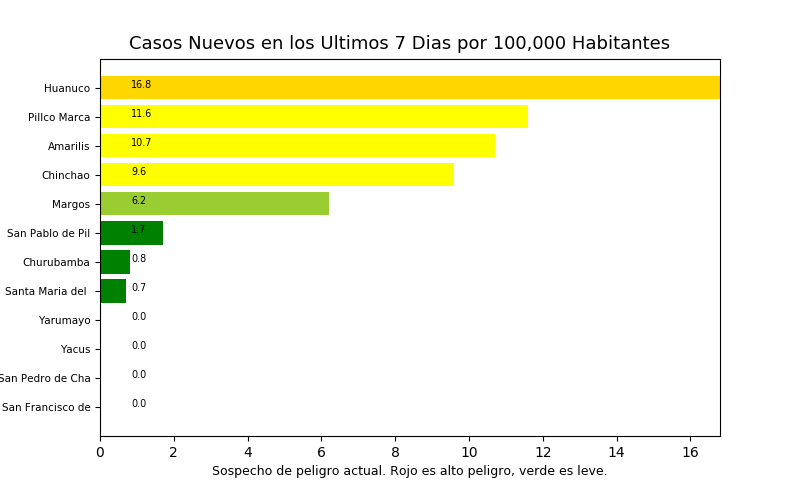 Casos Nuevos en los Ultimos 7 Dias por 100,000 Habitantes
Huanuco 16.8
Pillco Marca 11.6
Amarilis 10.7
Chinchao 9.6
Margos 6.2
San Pablo de Pil 1.7
Churubamba 0.8
Santa Maria del 0.7
Yarumayo 0.0
Yacus 0.0
San Pedro de Cha 0.0
San Francisco de 0.0
0 2 4 6 8 10 12 14 16
Sospecho de peligro actual. Rojo es alto peligro, verde es leve.